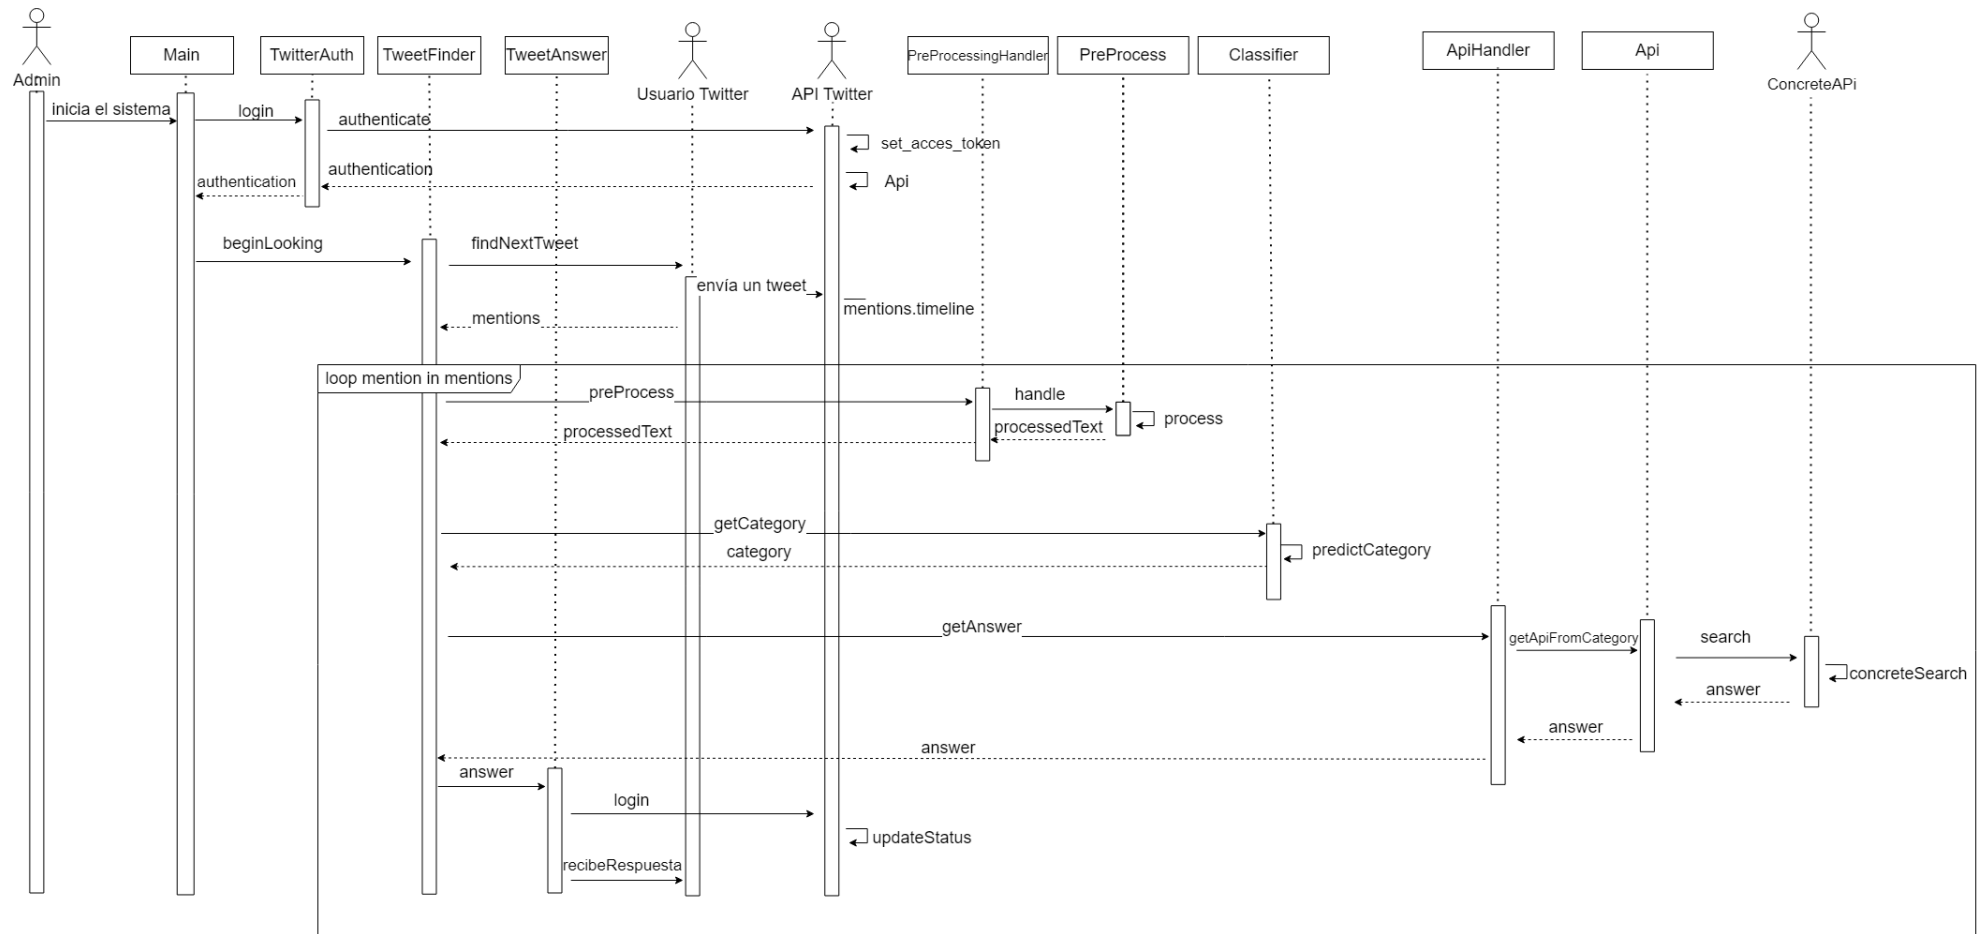 Admin
Main
TwitterAuth
TweetFinder
TweetAnswer
Usuario Twitter
API Twitter
PreProcessingHandler
PreProcess
Classifier
ApiHandler
Api
ConcreteAPi
inicia el sistema
login
authenticate
set_acces_token
authentication
authentication
Api
beginLooking
findNextTweet
envía un tweet
mentions.timeline
mentions
loop mention in mentions
preProcess
handle
process
processedText
processedText
getCategory
category
predictCategory
getAnswer
getApiFromCategory
search
concreteSearch
answer
answer
answer
answer
login
updateStatus
recibeRespuesta